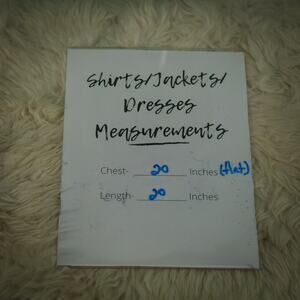 Shirts/Jackets/
Dresses
Measurements
Chest- 20 Inches (flat)
Length- 20 Inches